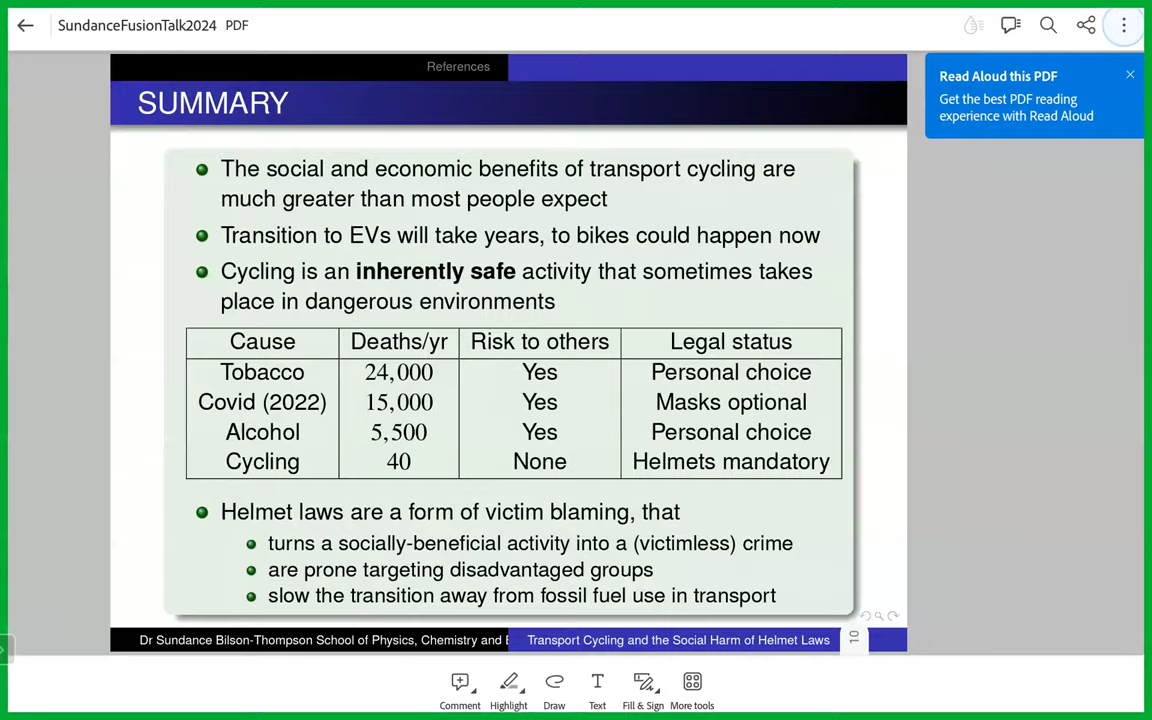 SundanceFusionTalk2024 PDF
Read Aloud this PDF
Get the best PDF reading
experience with Read Aloud
References
SUMMARY
The social and economic benefits of transport cycling are
much greater than most people expect
Transition to EVs will take years, to bikes could happen now
Cycling is an inherently safe activity that sometimes takes
place in dangerous environments
Cause Deaths/yr Risk to others Legal status
Tobacco 24,000 Yes Personal choice
Covid (2022) 15,000 Yes Masks optional
Alcohol 5,500 Yes Personal choice
Cycling 40 None Helmets mandatory
Helmet laws are a form of victim blaming, that
turns a socially-beneficial activity into a (victimless) crime
are prone targeting disadvantaged groups
slow the transition away from fossil fuel use in transport
Dr Sundance Bilson-Thompson School of Physics, Chemistry and E Transport Cycling and the Social Harm of Helmet Laws 10
Comment Highlight Draw Text Fill & Sign More tools